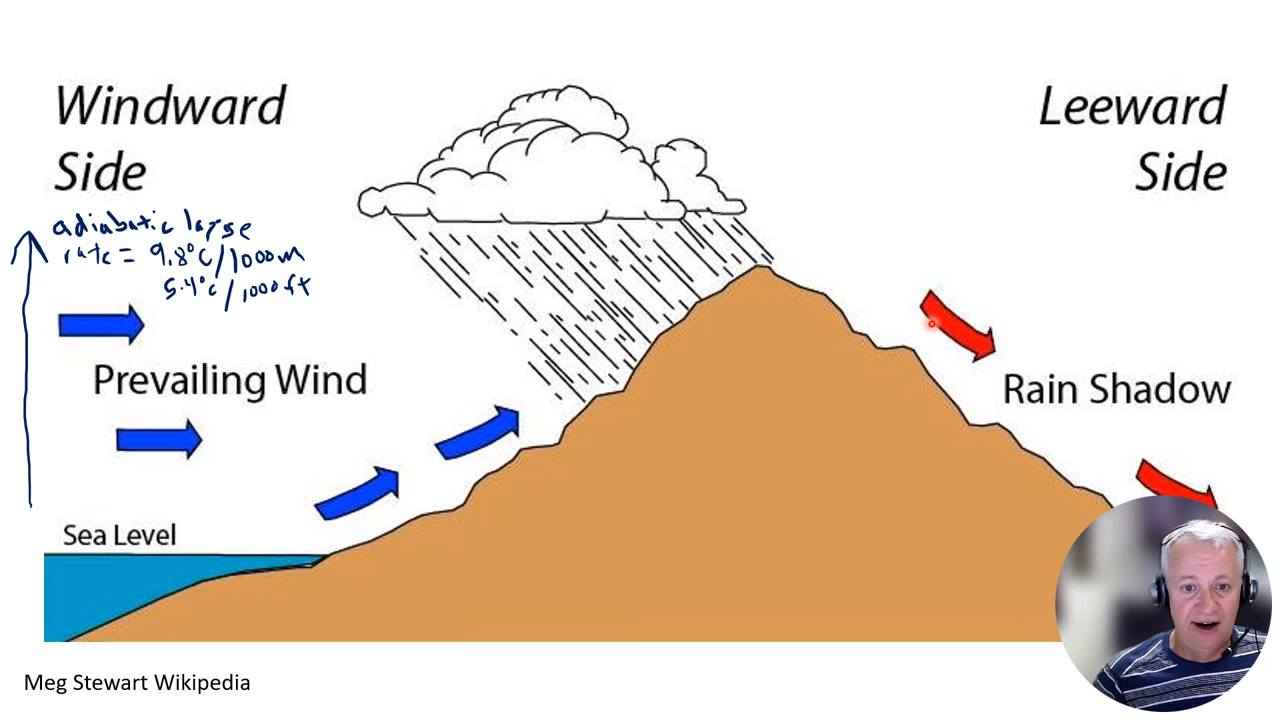 Windward
Side
Leeward
Side
adiabatic lapse
rate = 9.8°C/1000m
5.4°c/1000ft
Prevailing Wind
Rain Shadow
Sea Level
Meg Stewart Wikipedia